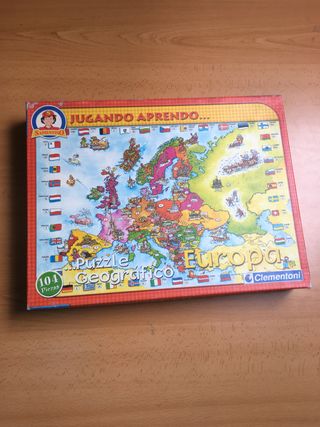 JUGANDO APRENDO...
SAPIENTINO
Puzzle
Geográfico
Europa
104
Piezas
Clementoni